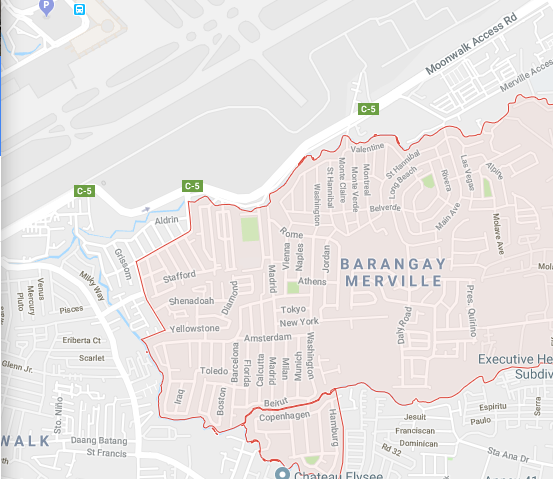 P
Moonwalk Access Rd
Merville Acces
C-5
C-5
C-5
Valentine
St Hannibal
Long Beach
Montreal
Monte Verde
Monte Claire
St Hannibal
Washington
Belverde
Rivera
Las Vegas
Alpine
Main Ave
Molave Ave
Aldrin
Grissom
Milky Way
Venus
Mercury
Pluto
Pisces
Rome
Vienna
Naples
Jordan
Madrid
Athens
Stafford
Shenadoah
Diamond
Yellowstone
BARANGAY
MERVILLE
Mola
Tokyo
New York
Amsterdam
Daly Road
Pres. Quirino
Eriberta Ct
Scarlet
Glenn Jr.
Toledo
Barcelona
Florida
Calcutta
Madrid
Milan
Munich
Washington
Iraq
Boston
Beirut
Copenhagen
Hamburg
Executive He
Subdiv
Sto. Niño
WALK
Daang Batang
St Francis
Jesuit
Franciscan
Dominican
Rd 32
Espiritu
Paulo
Serra
Sta Ana Dr
Chateau Elysee